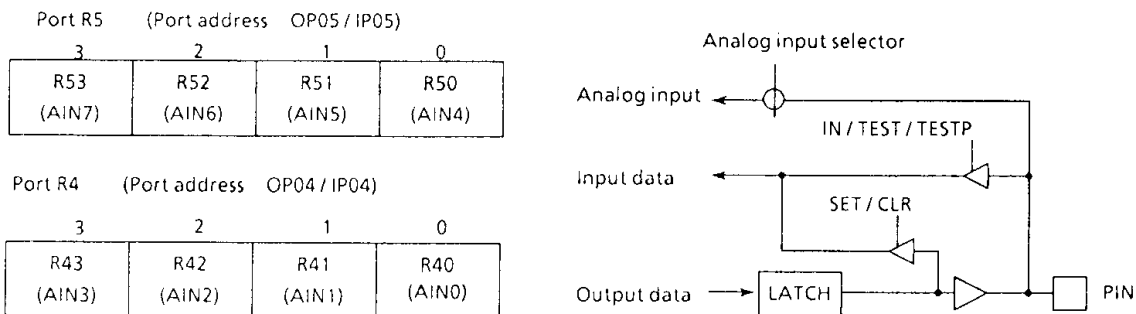 Port R5 (Port address OP05 / IP05)
3 2 1 0
R53 R52 R51 R50
(AIN7) (AIN6) (AIN5) (AIN4)
Port R4 (Port address OP04 / IP04)
3 2 1 0
R43 R42 R41 R40
(AIN3) (AIN2) (AIN1) (AIN0)
Analog input selector
Analog input
IN / TEST / TESTP
Input data
SET / CLR
Output data LATCH PIN